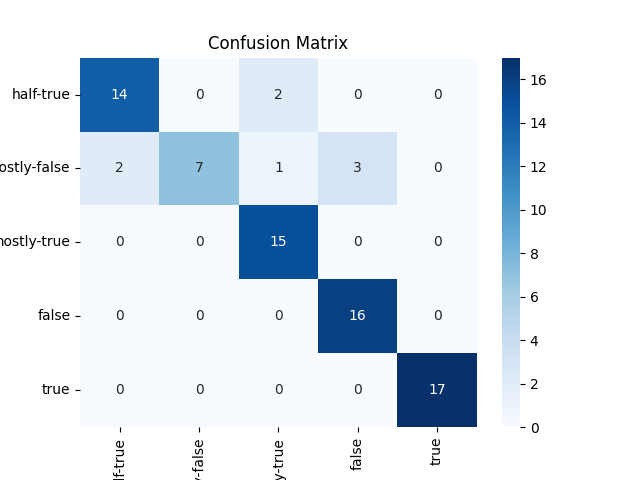 Confusion Matrix
half-true 14 0 2 0 0
ostly-false 2 7 1 3 0
nostly-true 0 0 15 0 0
false 0 0 0 16 0
true 0 0 0 0 17
lf-true
y-false
y-true
false
true
16
14
12
10
8
6
4
2
0